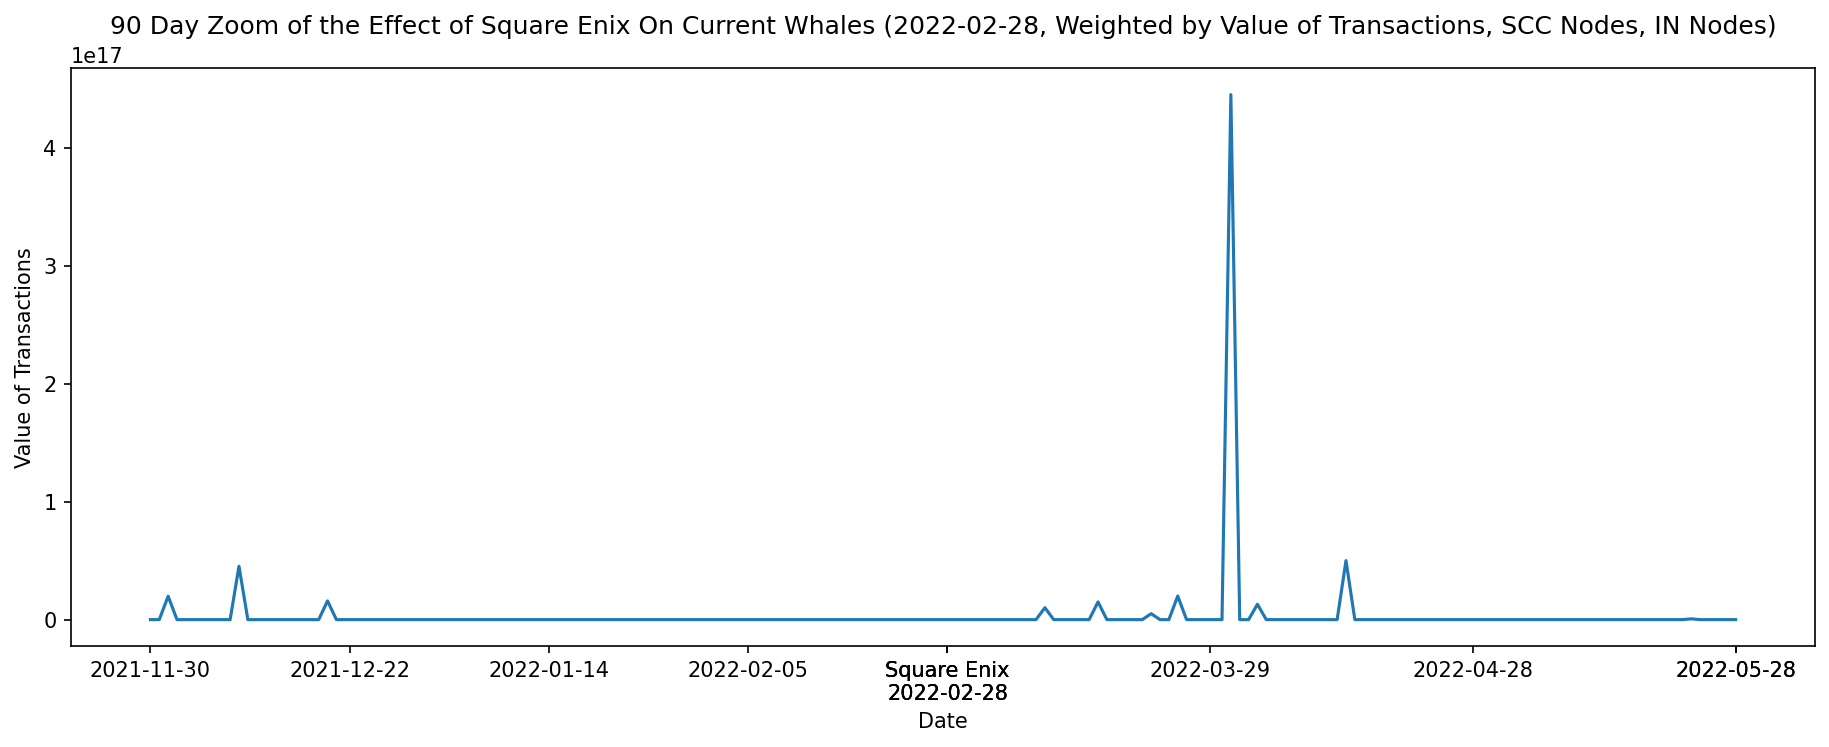 90 Day Zoom of the Effect of Square Enix On Current Whales (2022-02-28, Weighted by Value of Transactions, SCC Nodes, IN Nodes)
1e17
4
3
2
1
0
Value of Transactions
2021-11-30 2021-12-22 2022-01-14 2022-02-05 Square Enix 2022-03-29 2022-04-28 2022-05-28
2022-02-28
Date